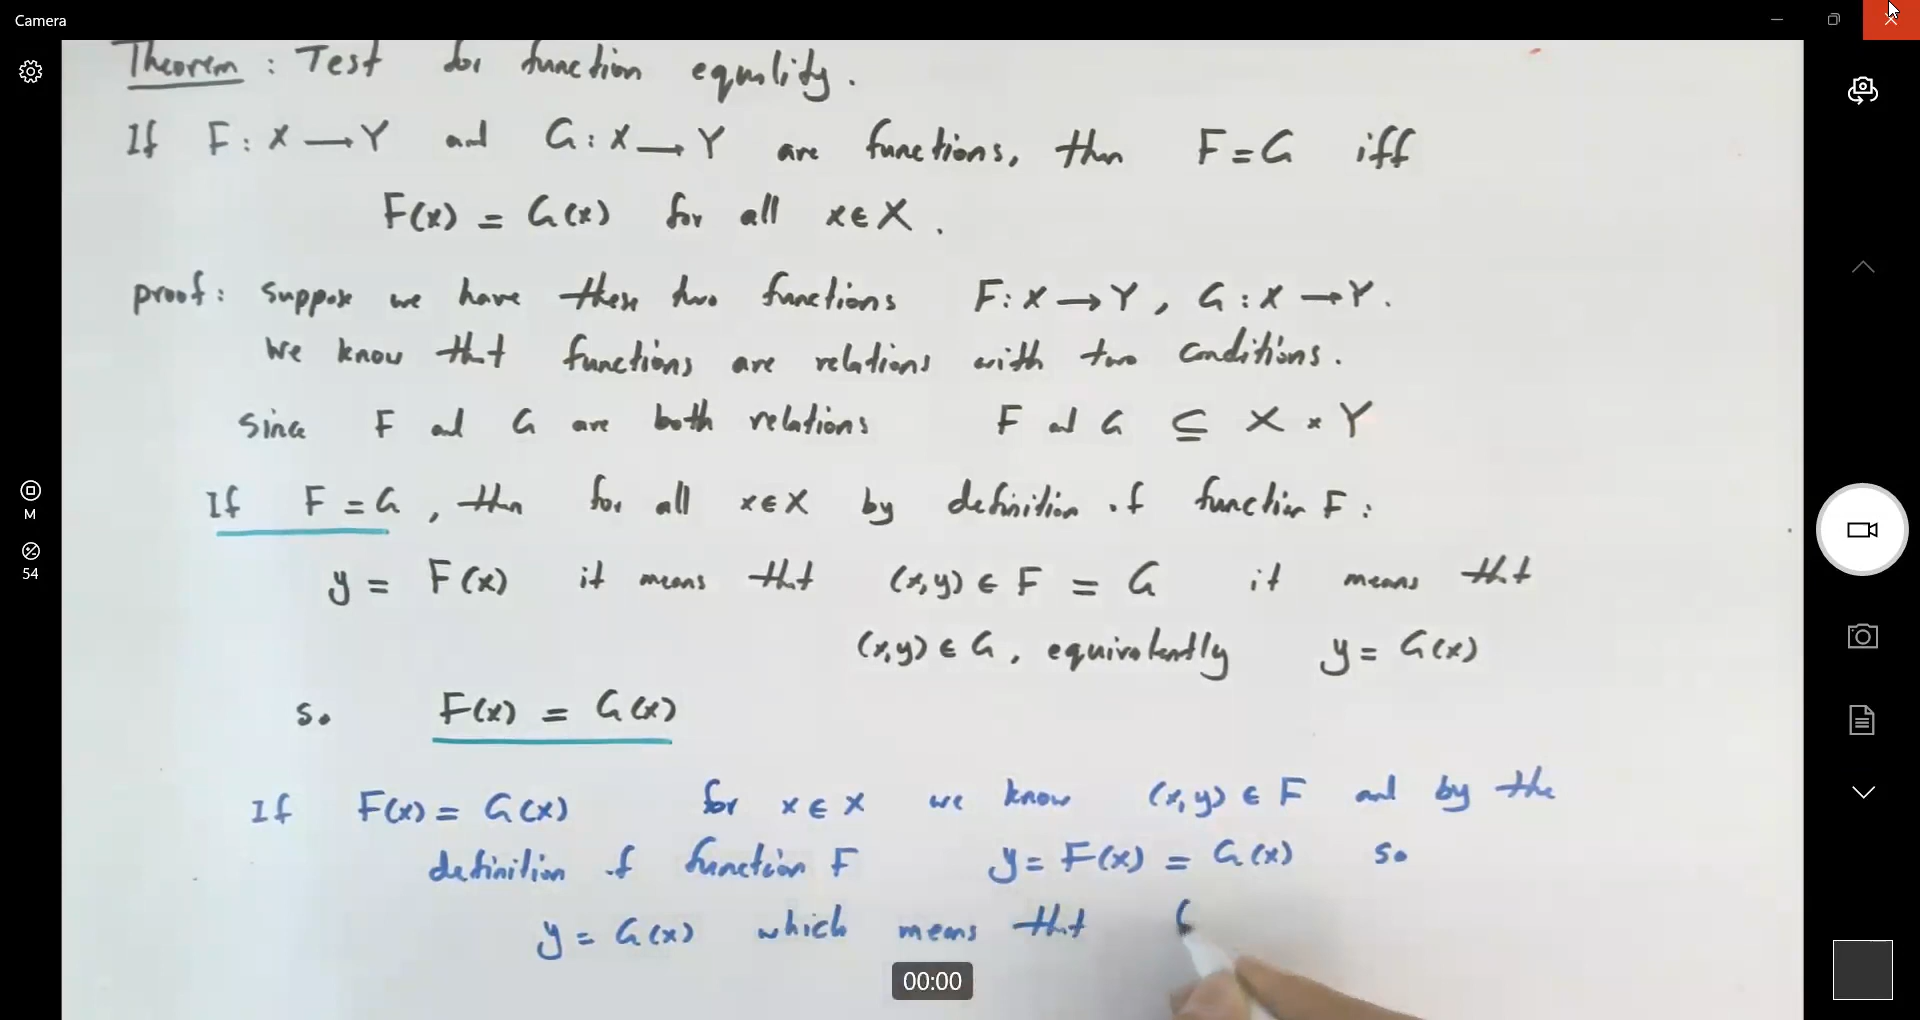 Camera
Theorem : Test for function equality.
If F : X → Y and G : X → Y are functions, then F = G iff
F(x) = G(x) for all x ∈ X .
proof : suppose we have these two functions F : X → Y , G : X → Y .
We know that functions are relations with two conditions .
Since F and G are both relations F and G ⊆ X × Y
If F = G , then for all x ∈ X by definition of function F :
M
54
y = F(x) it means that (x,y) ∈ F = G it means that
(x,y) ∈ G , equivalently y = G(x)
so F(x) = G(x)
If F(x) = G(x) for x ∈ X we know (x,y) ∈ F and by the
definition of function F y = F(x) = G(x) so
y = G(x) which means that (
00:00